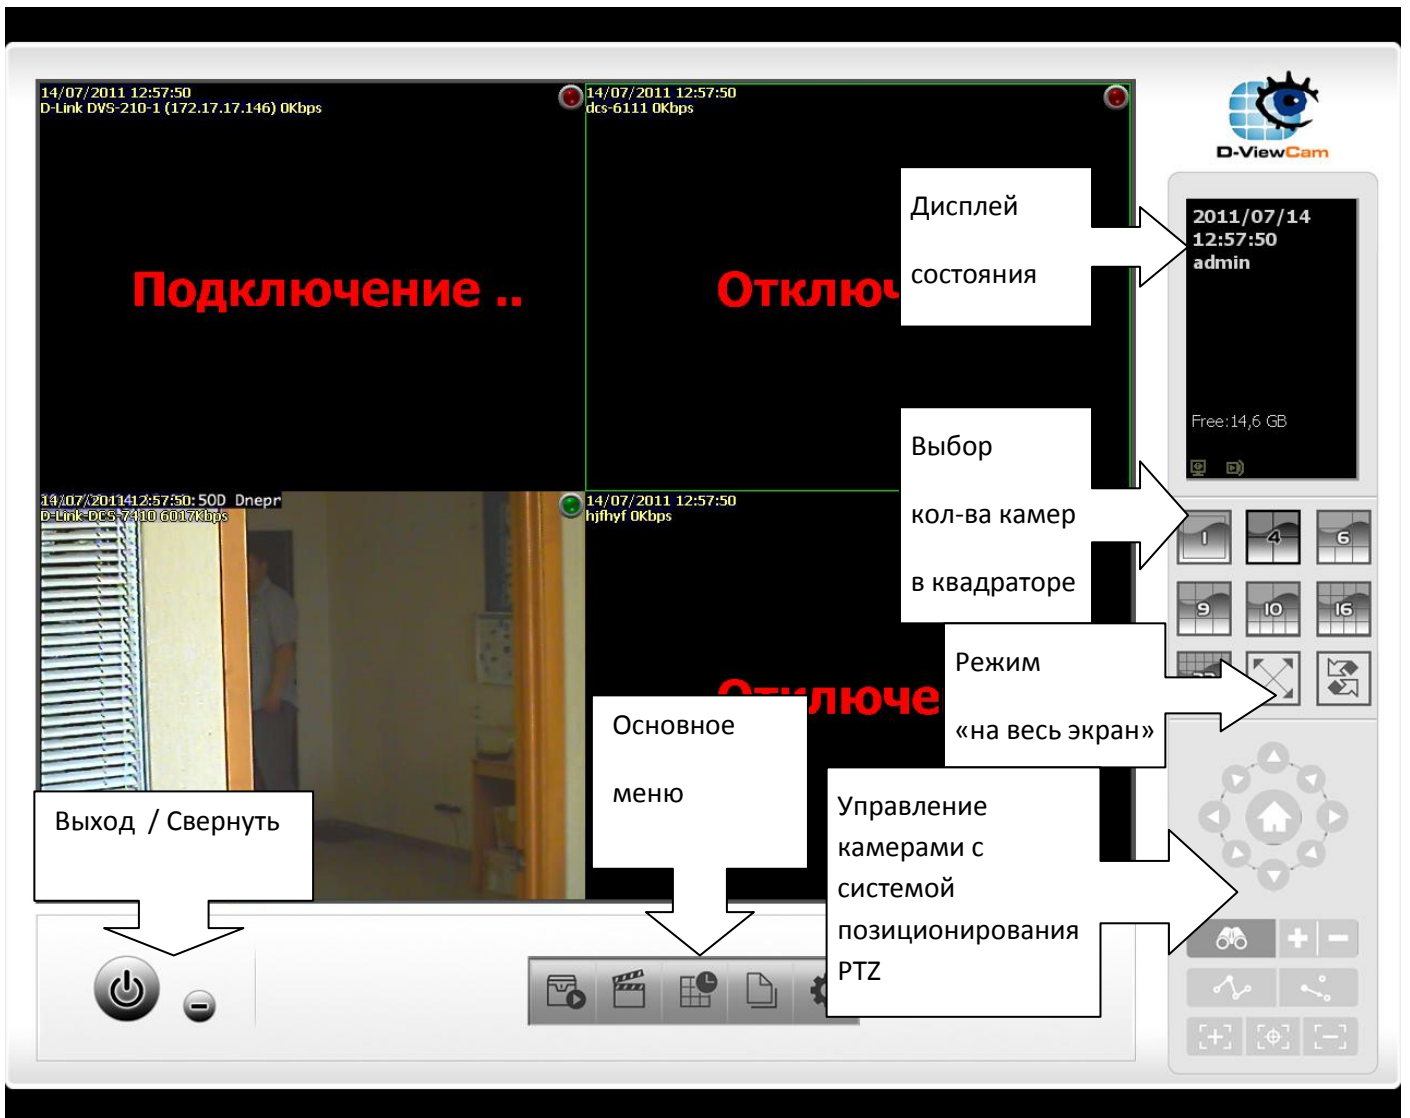 14/07/2011 12:57:50
D-Link DVS-210-1 (172.17.17.146) 0Kbps
Подключение ..
14/07/2011 12:57:50
dcs-6111 0Kbps
Отключ
D-ViewCam
Дисплей
состояния
2011/07/14
12:57:50
admin
Free:14,6 GB
Выбор
кол-ва камер
в квадраторе
1
4
6
9
10
16
14/07/2011 12:57:50
50D Dnepr
D-Link-DCS-7410 6017Kbps
14/07/2011 12:57:50
hjfhyf 0Kbps
Отключе
Режим
«на весь экран»
Основное
меню
Выход / Свернуть
Управление
камерами с
системой
позиционирования
PTZ